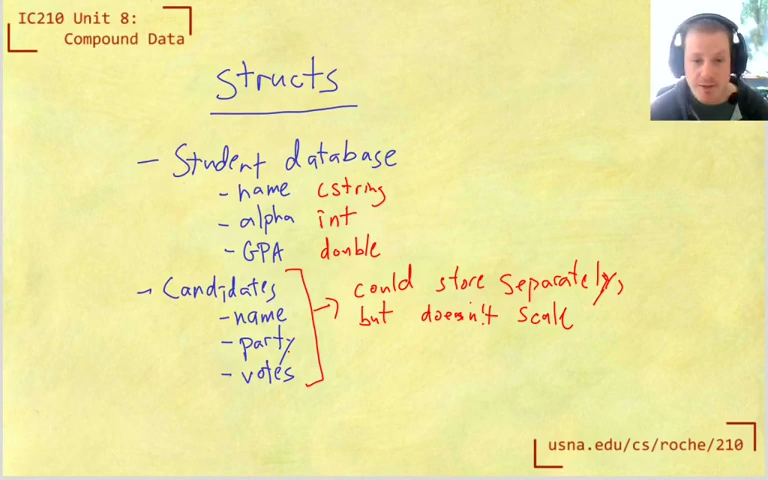 IC210 Unit 8:
Compound Data
Structs
- Student database
- name cstring
- alpha int
- GPA double
- Candidates
- name
- party
- votes
could store separately,
but doesn't scale
usna.edu/cs/roche/210